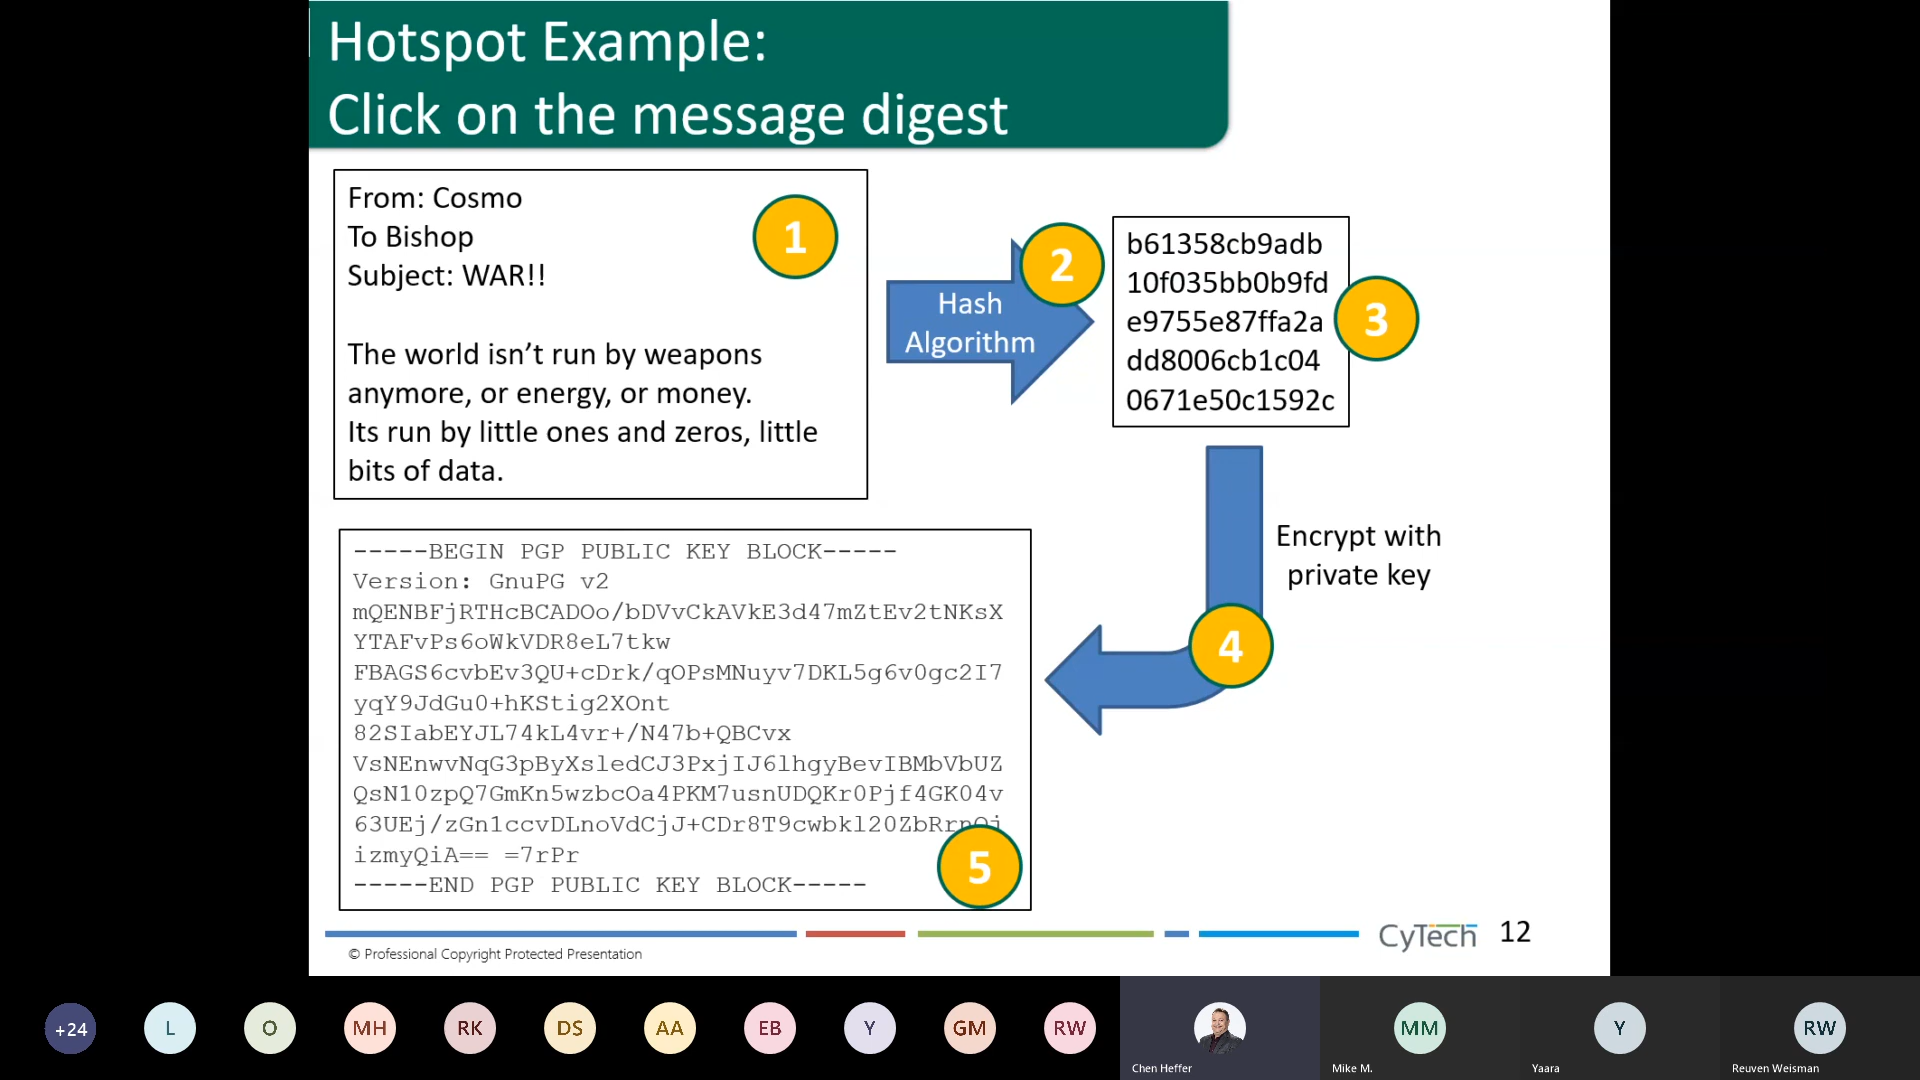 Hotspot Example:
Click on the message digest
From: Cosmo
To Bishop
Subject: WAR!!
1
The world isn’t run by weapons
anymore, or energy, or money.
Its run by little ones and zeros, little
bits of data.
2
Hash
Algorithm
b61358cb9adb
10f035bb0b9fd
e9755e87ffa2a
dd8006cb1c04
0671e50c1592c
3
Encrypt with
private key
4
-----BEGIN PGP PUBLIC KEY BLOCK-----
Version: GnuPG v2
mQENBFjRTHcBCADOo/bDVvCkAVkE3d47mZtEv2tNKsX
YTAFvPs6oWkVDR8eL7tkw
FBAGS6cvbEv3QU+cDrk/qOPsMNuyv7DKL5g6v0gc2I7
yqY9JdGu0+hKStig2XOnt
82SIabEYJL74kL4vr+/N47b+QBCvx
VsNEnwvNqG3pByXsledCJ3PxjIJ6lhgyBevIBMbVbUZ
QsN10zpQ7GmKn5wzbcOa4PKM7usnUDQKr0Pjf4GK04v
63UEj/zGn1ccvDLnoVdCjJ+CDr8T9cwbkl20ZbRrnQj
izmyQiA== =7rPr
-----END PGP PUBLIC KEY BLOCK-----
5
CyTech
12
© Professional Copyright Protected Presentation
+24
L
O
MH
RK
DS
AA
EB
Y
GM
RW
Chen Heffer
MM
Mike M.
Y
Yaara
RW
Reuven Weisman